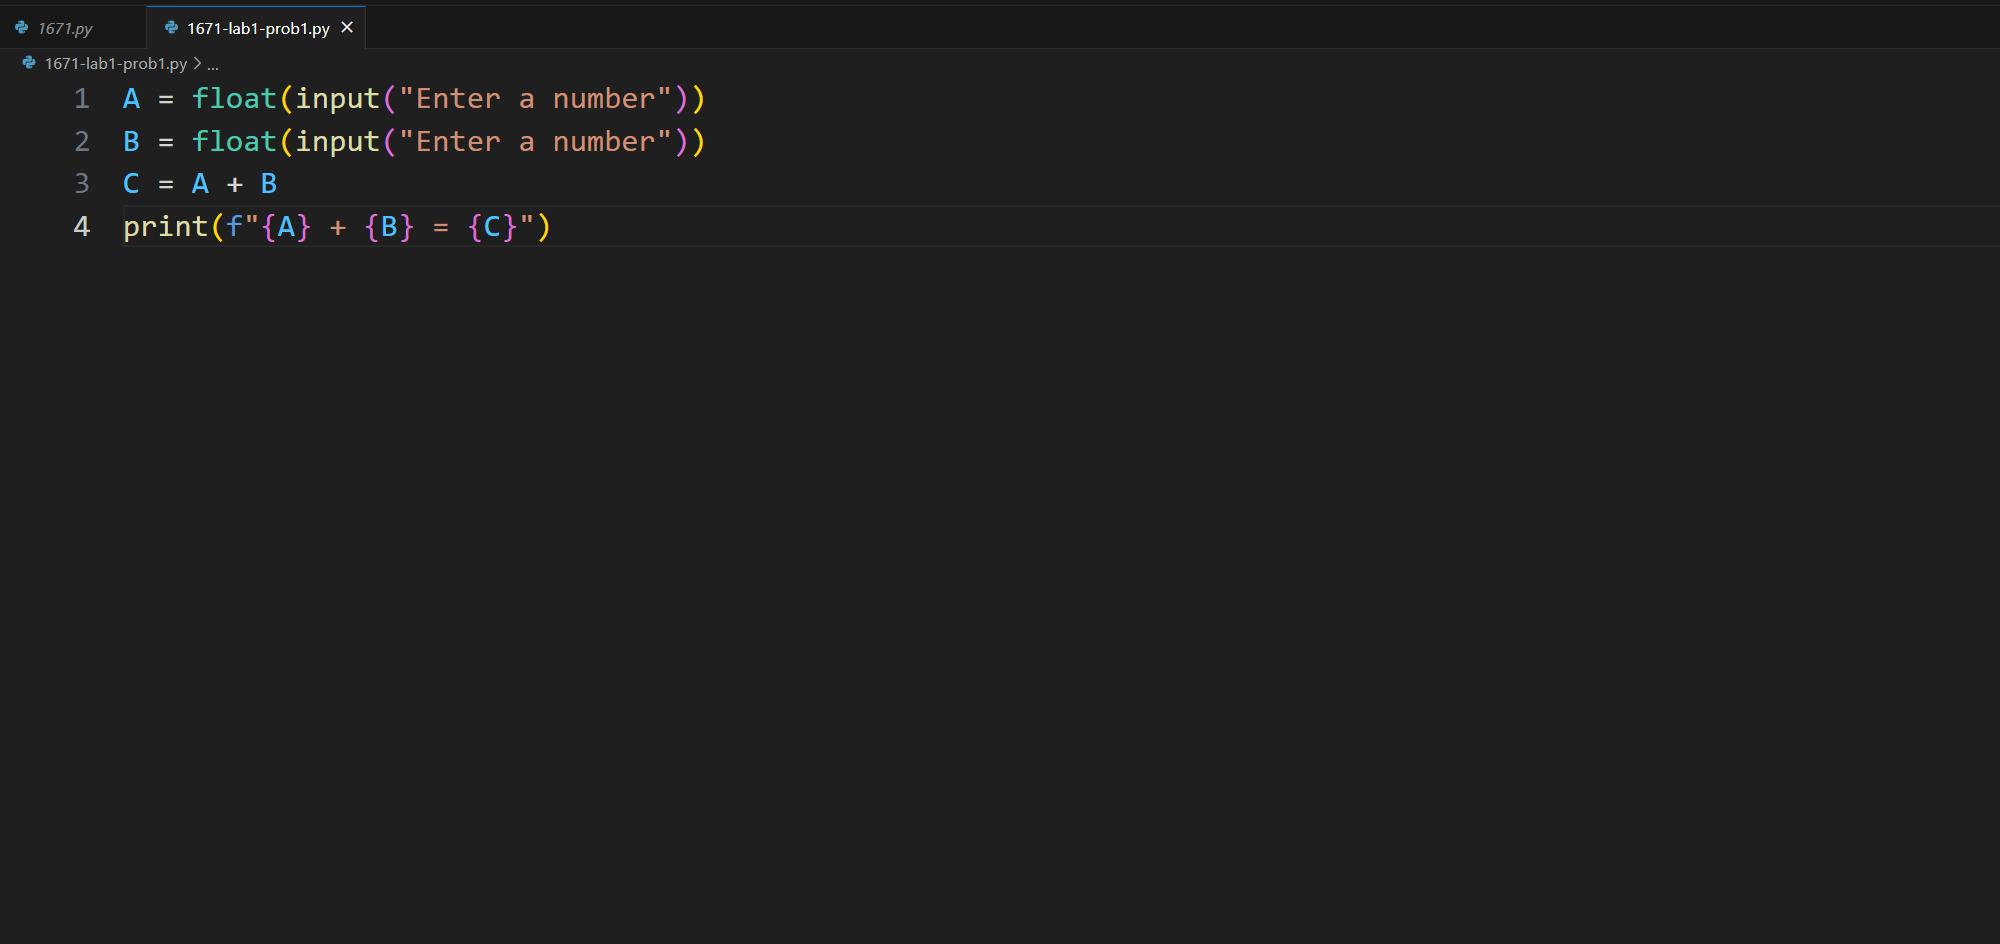 1671.py
1671-lab1-prob1.py
1671-lab1-prob1.py > ...
1 A = float(input("Enter a number"))
2 B = float(input("Enter a number"))
3 C = A + B
4 print(f"{A} + {B} = {C}")